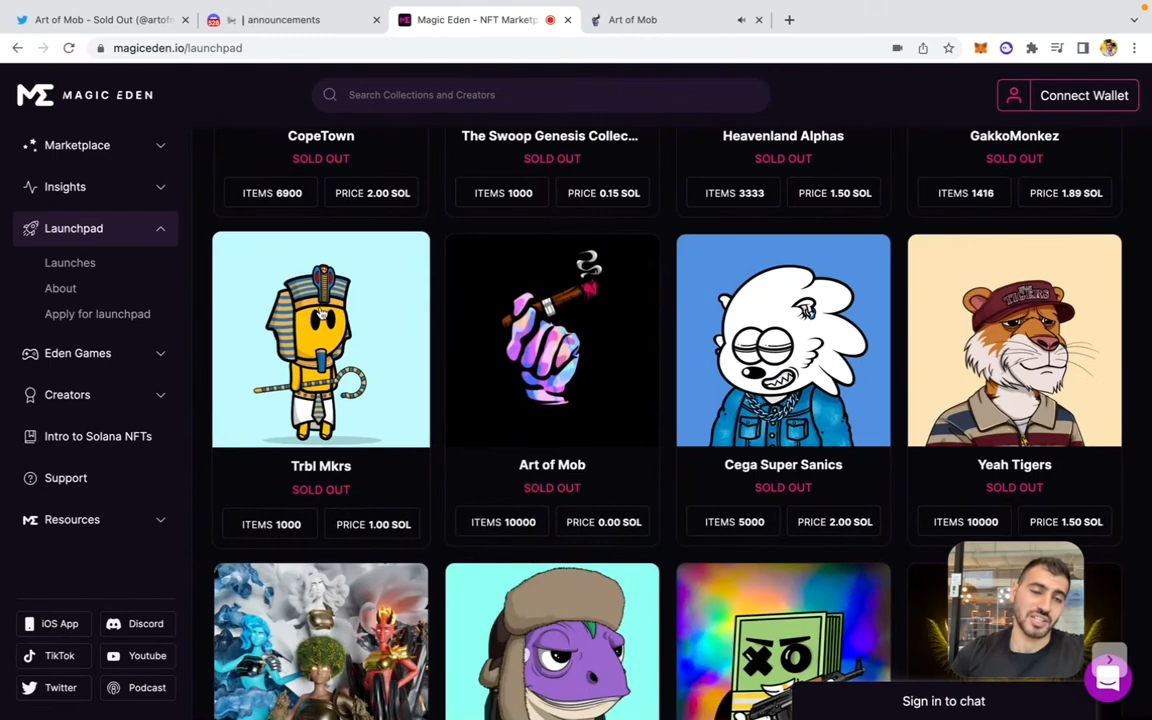 Art of Mob - Sold Out (@artofn
| announcements
Magic Eden - NFT Marketp
Art of Mob
magiceden.io/launchpad
MAGIC EDEN
Search Collections and Creators
Connect Wallet
Marketplace
Insights
Launchpad
Launches
About
Apply for launchpad
Eden Games
Creators
Intro to Solana NFTs
Support
Resources
iOS App
Discord
TikTok
Youtube
Twitter
Podcast
CopeTown
SOLD OUT
ITEMS 6900
PRICE 2.00 SOL
The Swoop Genesis Collec...
SOLD OUT
ITEMS 1000
PRICE 0.15 SOL
Heavenland Alphas
SOLD OUT
ITEMS 3333
PRICE 1.50 SOL
GakkoMonkez
SOLD OUT
ITEMS 1416
PRICE 1.89 SOL
Trbl Mkrs
SOLD OUT
ITEMS 1000
PRICE 1.00 SOL
Art of Mob
SOLD OUT
ITEMS 10000
PRICE 0.00 SOL
Cega Super Sanics
SOLD OUT
ITEMS 5000
PRICE 2.00 SOL
TIGERS
Yeah Tigers
SOLD OUT
ITEMS 10000
PRICE 1.50 SOL
Sign in to chat